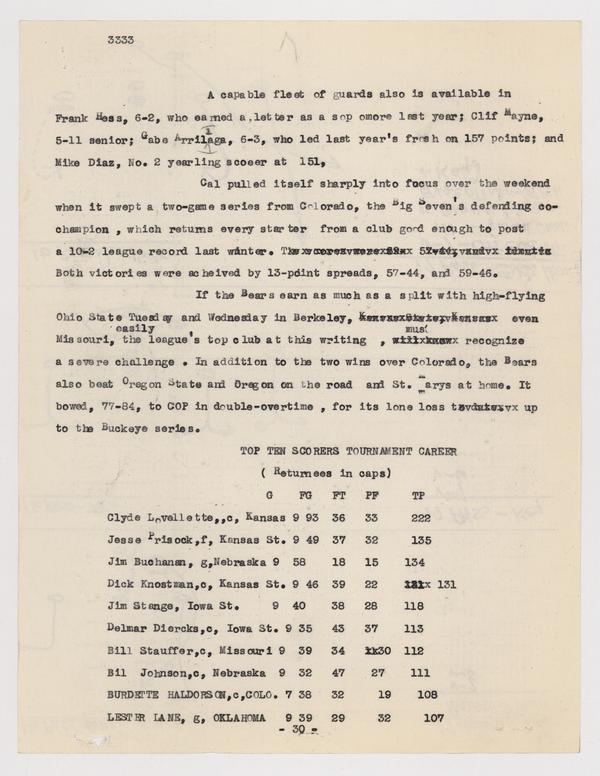 3333
A capable fleet of guards also is available in
Frank Hess, 6-2, who earned a letter as a sop omore last year; Clif Mayne,
5-11 senior; Gabe Arrilaga, 6-3, who led last year's frosh on 157 points; and
Mike Diaz, No. 2 yearling scoeer at 151,
Cal pulled itself sharply into focus over the weekend
when it swept a two-game series from Colorado, the Big Seven's defending co-
champion , which returns every starter from a club good enough to post
a 10-2 league record last winter.
Both victories were acheived by 13-point spreads, 57-44, and 59-46.
If the Bears earn as much as a split with high-flying
Ohio State Tuesday and Wednesday in Berkeley, even
easily must
Missouri, the league's top club at this writing , recognize
a severe challenge . In addition to the two wins over Colorado, the Bears
also beat Oregon State and Oregon on the road and St. Marys at home. It
bowed, 77-84, to COP in double-overtime , for its lone loss up
to the Buckeye series.
TOP TEN SCORERS TOURNAMENT CAREER
( Returnees in caps)
G FG FT PF TP
Clyde Lovellette,,c, Kansas 9 93 36 33 222
Jesse Prisock,f, Kansas St. 9 49 37 32 135
Jim Buchanan, g,Nebraska 9 58 18 15 134
Dick Knostman,c, Kansas St. 9 46 39 22 131
Jim Stange, Iowa St. 9 40 38 28 118
Delmar Diercks,c, Iowa St. 9 35 43 37 113
Bill Stauffer,c, Missouri 9 39 34 30 112
Bil Johnson,c, Nebraska 9 32 47 27 111
BURDETTE HALDORSON,c,COLO. 7 38 32 19 108
LESTER LANE, g, OKLAHOMA 9 39 29 32 107
- 30 -